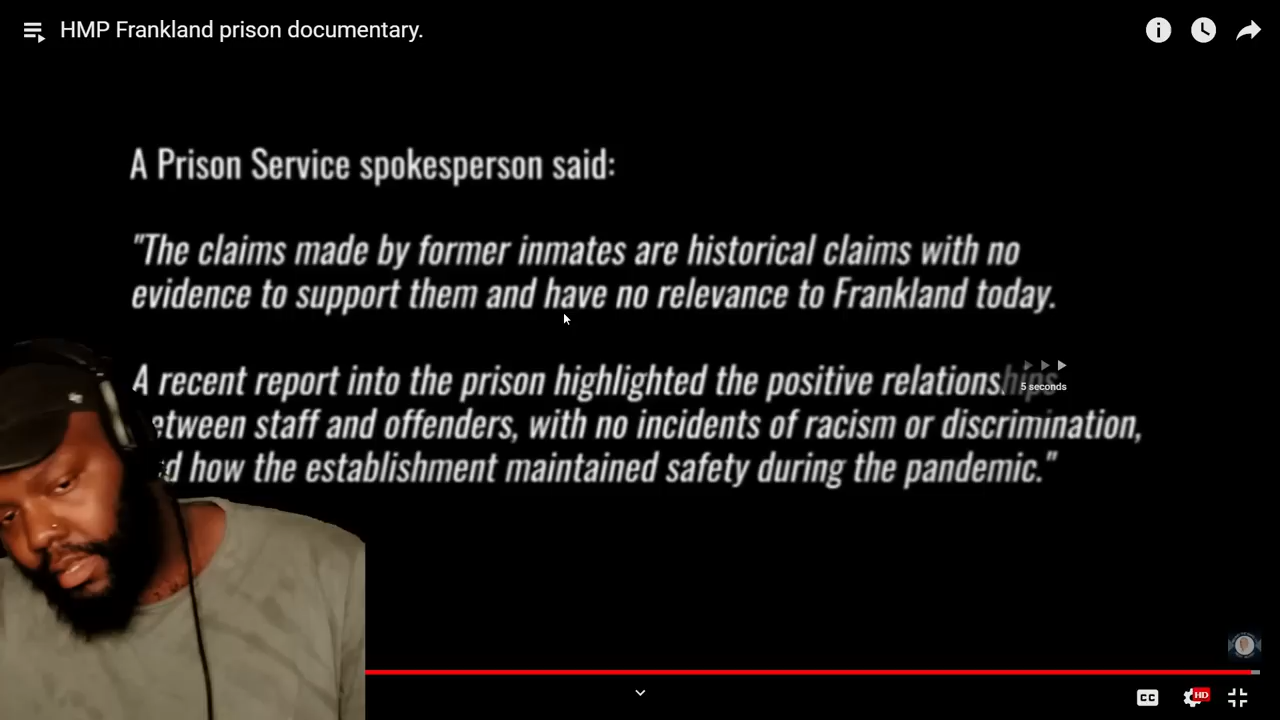 HMP Frankland prison documentary.
A Prison Service spokesperson said:
"The claims made by former inmates are historical claims with no
evidence to support them and have no relevance to Frankland today.
A recent report into the prison highlighted the positive relationships
etween staff and offenders, with no incidents of racism or discrimination,
d how the establishment maintained safety during the pandemic."
5 seconds
CC
HD